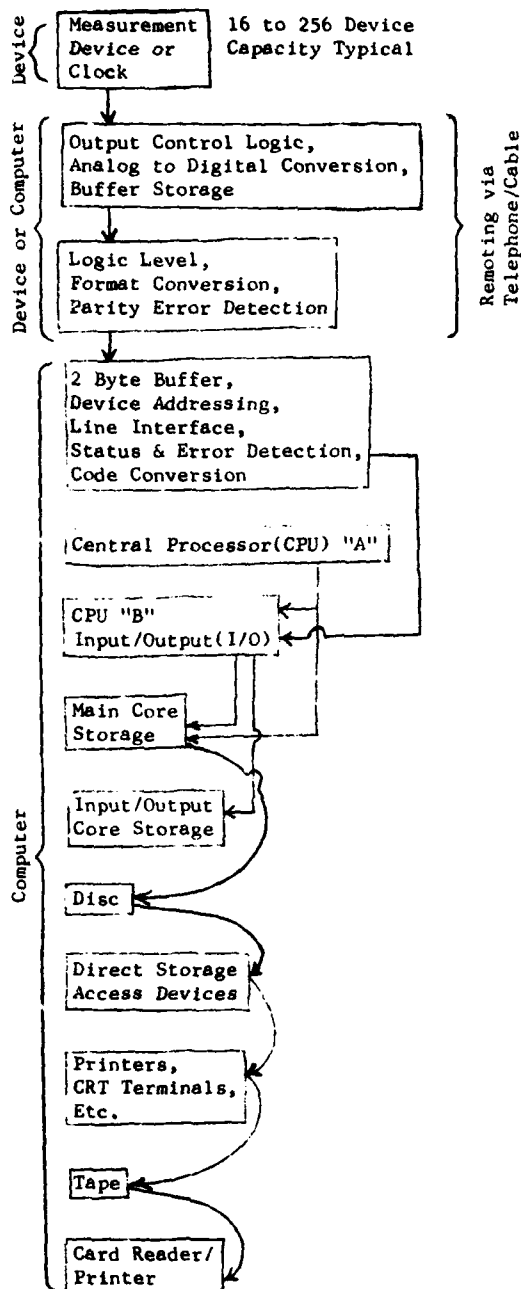 Device
Measurement
Device or
Clock
16 to 256 Device
Capacity Typical
Device or Computer
Output Control Logic,
Analog to Digital Conversion,
Buffer Storage
Logic Level,
Format Conversion,
Parity Error Detection
Remoting via
Telephone/Cable
Computer
2 Byte Buffer,
Device Addressing,
Line Interface,
Status & Error Detection,
Code Conversion
Central Processor(CPU) "A"
CPU "B"
Input/Output(I/O)
Main Core
Storage
Input/Output
Core Storage
Disc
Direct Storage
Access Devices
Printers,
CRT Terminals,
Etc.
Tape
Card Reader/
Printer